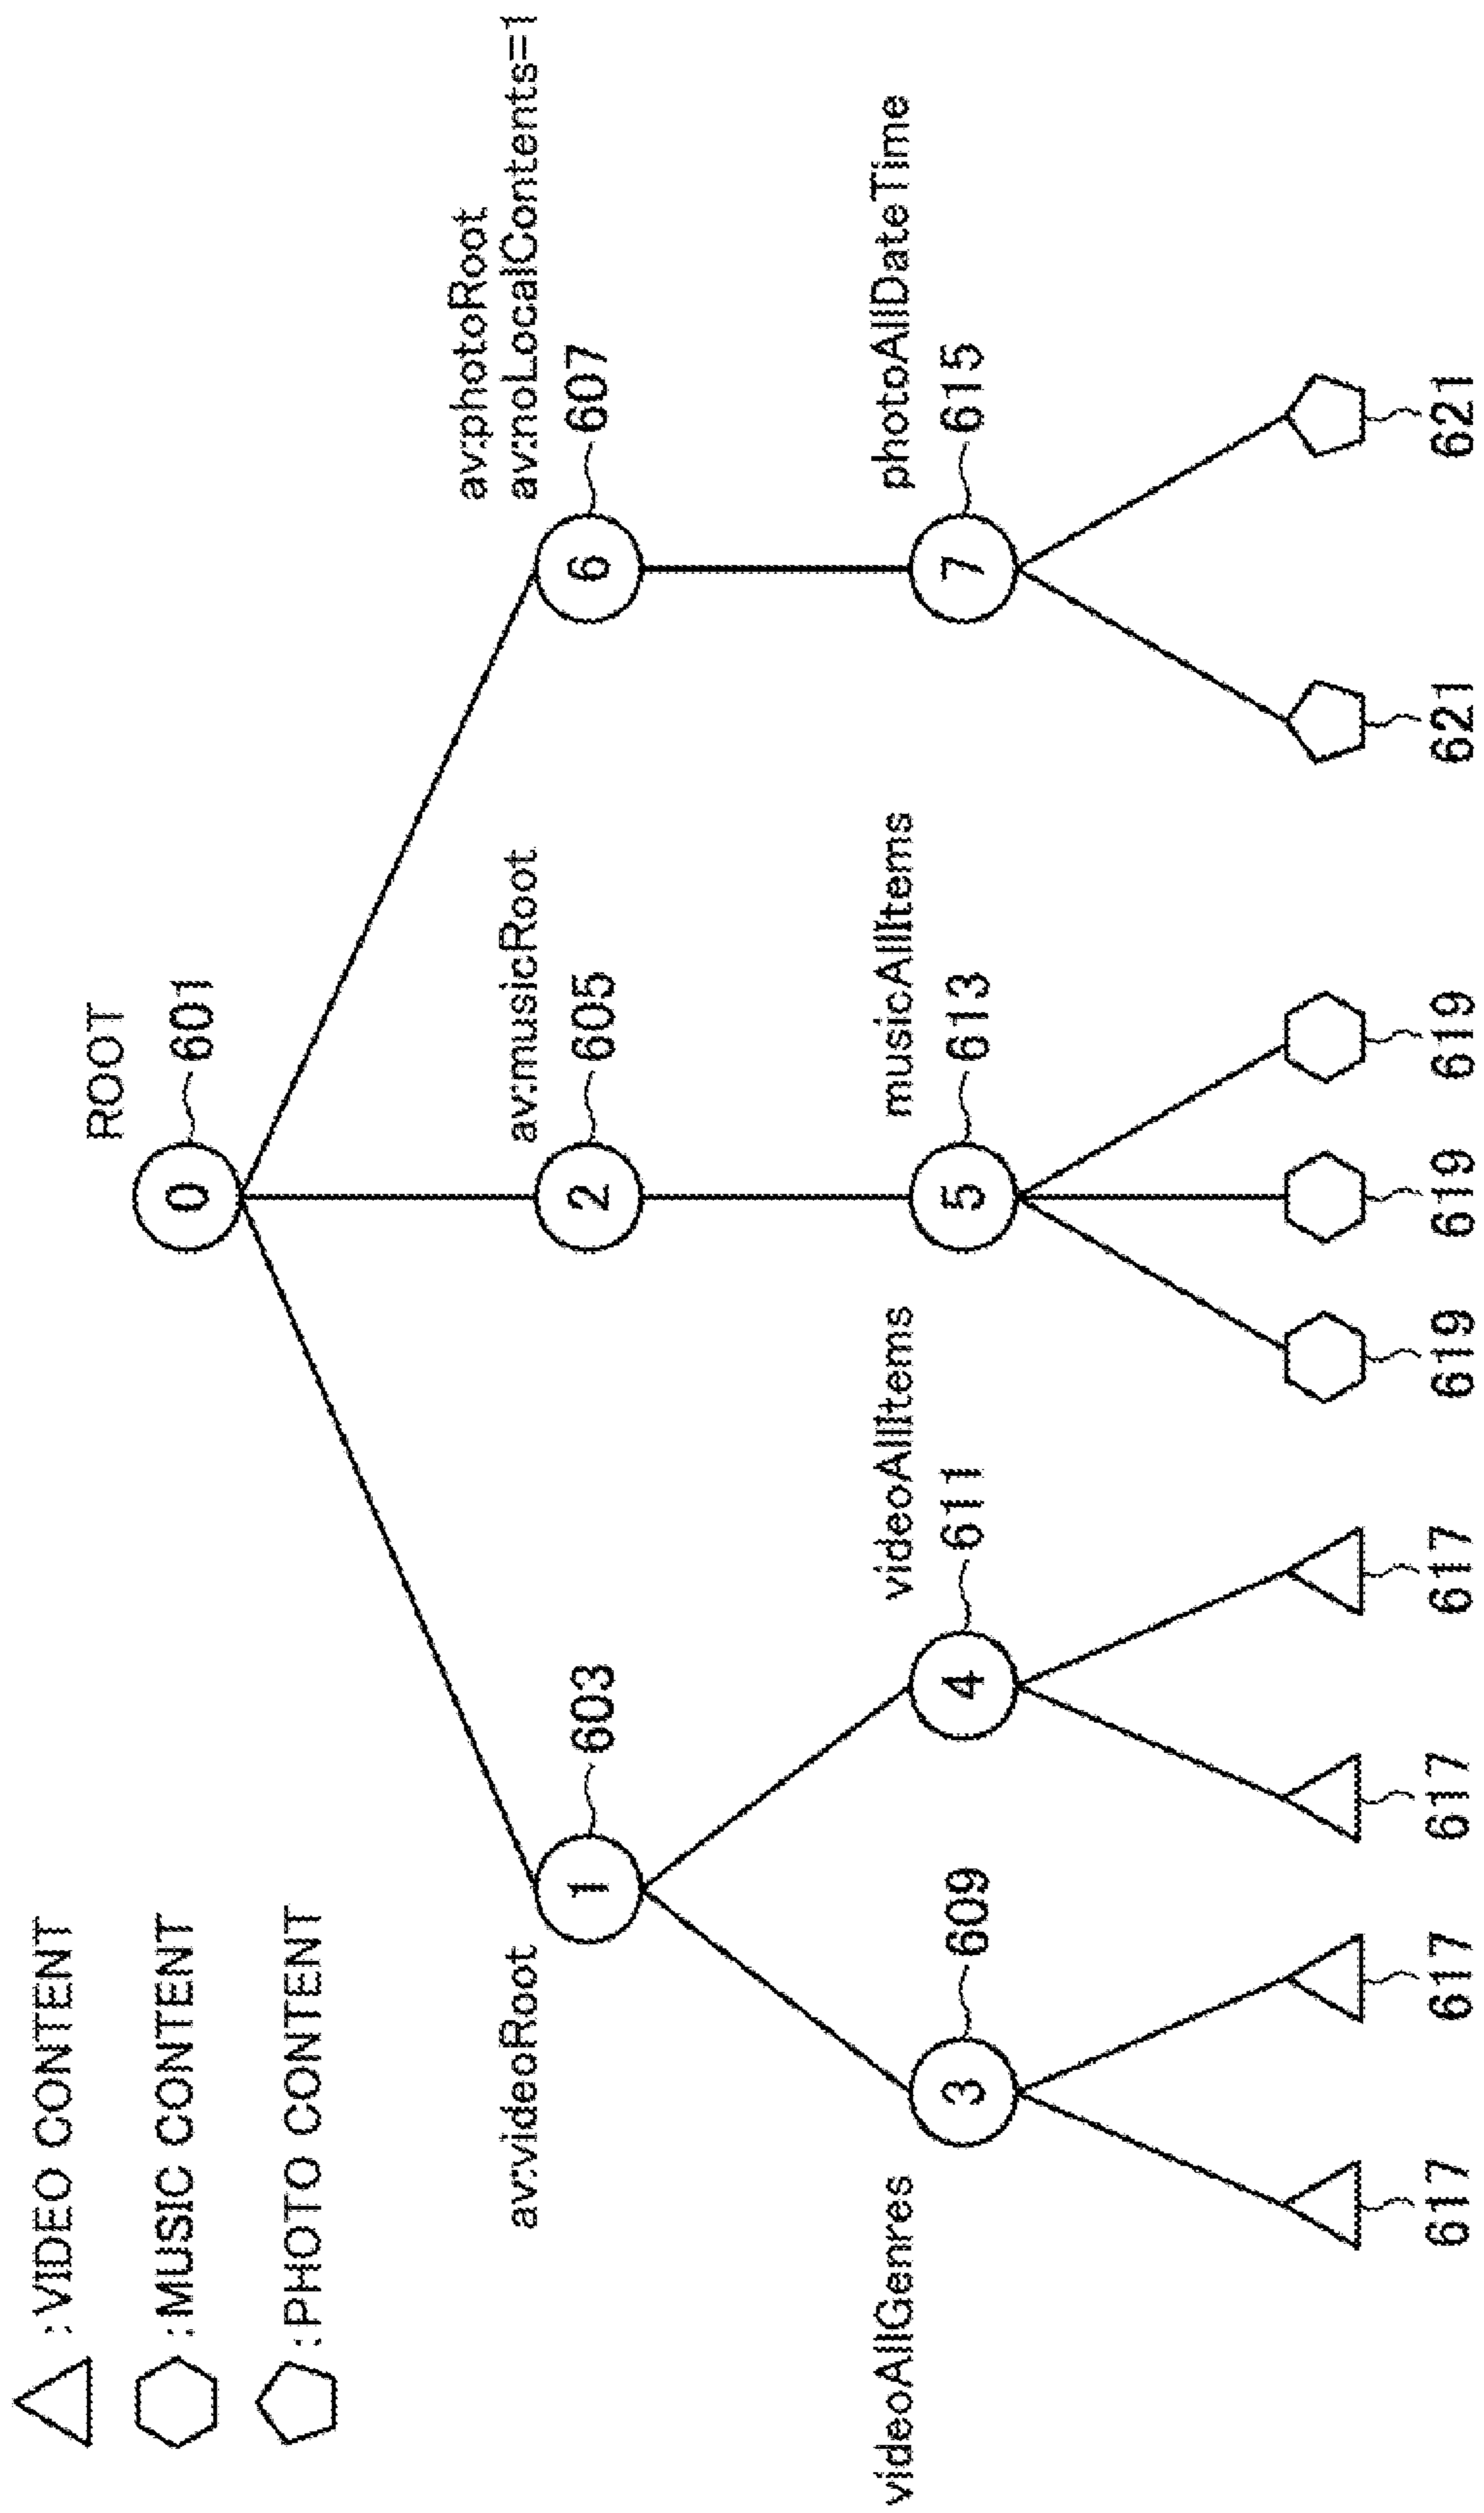 :VIDEO CONTENT
:MUSIC CONTENT
:PHOTO CONTENT
ROOT
0
601
av:videoRoot
1
603
av:musicRoot
2
605
av:photoRoot
av:noLocalContents=1
6
607
videoAllGenres
3
609
videoAllItems
4
611
musicAllItems
5
613
photoAllDateTime
7
615
617
617
617
617
619
619
619
621
621